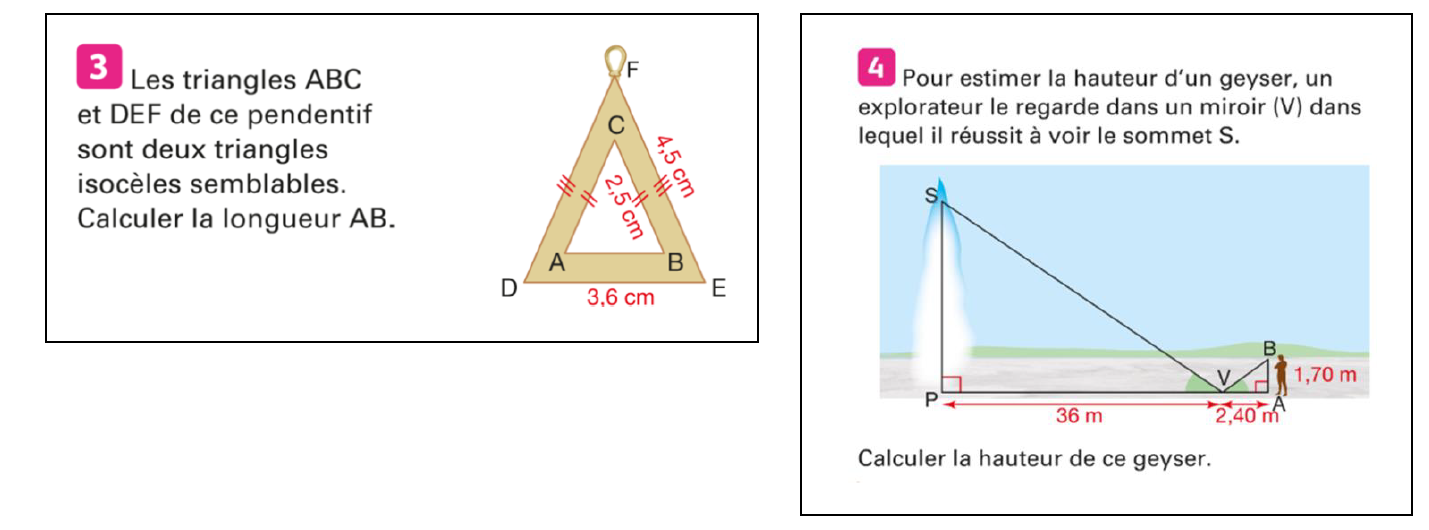 3 Les triangles ABC
et DEF de ce pendentif
sont deux triangles
isocèles semblables.
Calculer la longueur AB.
F
C
4,5 cm
2,5 cm
A
B
D
E
3,6 cm
4 Pour estimer la hauteur d'un geyser, un
explorateur le regarde dans un miroir (V) dans
lequel il réussit à voir le sommet S.
S
B
V
1,70 m
P
A
36 m
2,40 m
Calculer la hauteur de ce geyser.